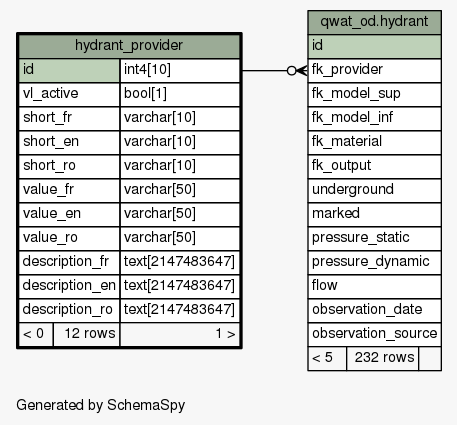 hydrant_provider
id int4[10]
vl_active bool[1]
short_fr varchar[10]
short_en varchar[10]
short_ro varchar[10]
value_fr varchar[50]
value_en varchar[50]
value_ro varchar[50]
description_fr text[2147483647]
description_en text[2147483647]
description_ro text[2147483647]
< 0 12 rows 1 >
qwat_od.hydrant
id
fk_provider
fk_model_sup
fk_model_inf
fk_material
fk_output
underground
marked
pressure_static
pressure_dynamic
flow
observation_date
observation_source
< 5 232 rows
Generated by SchemaSpy